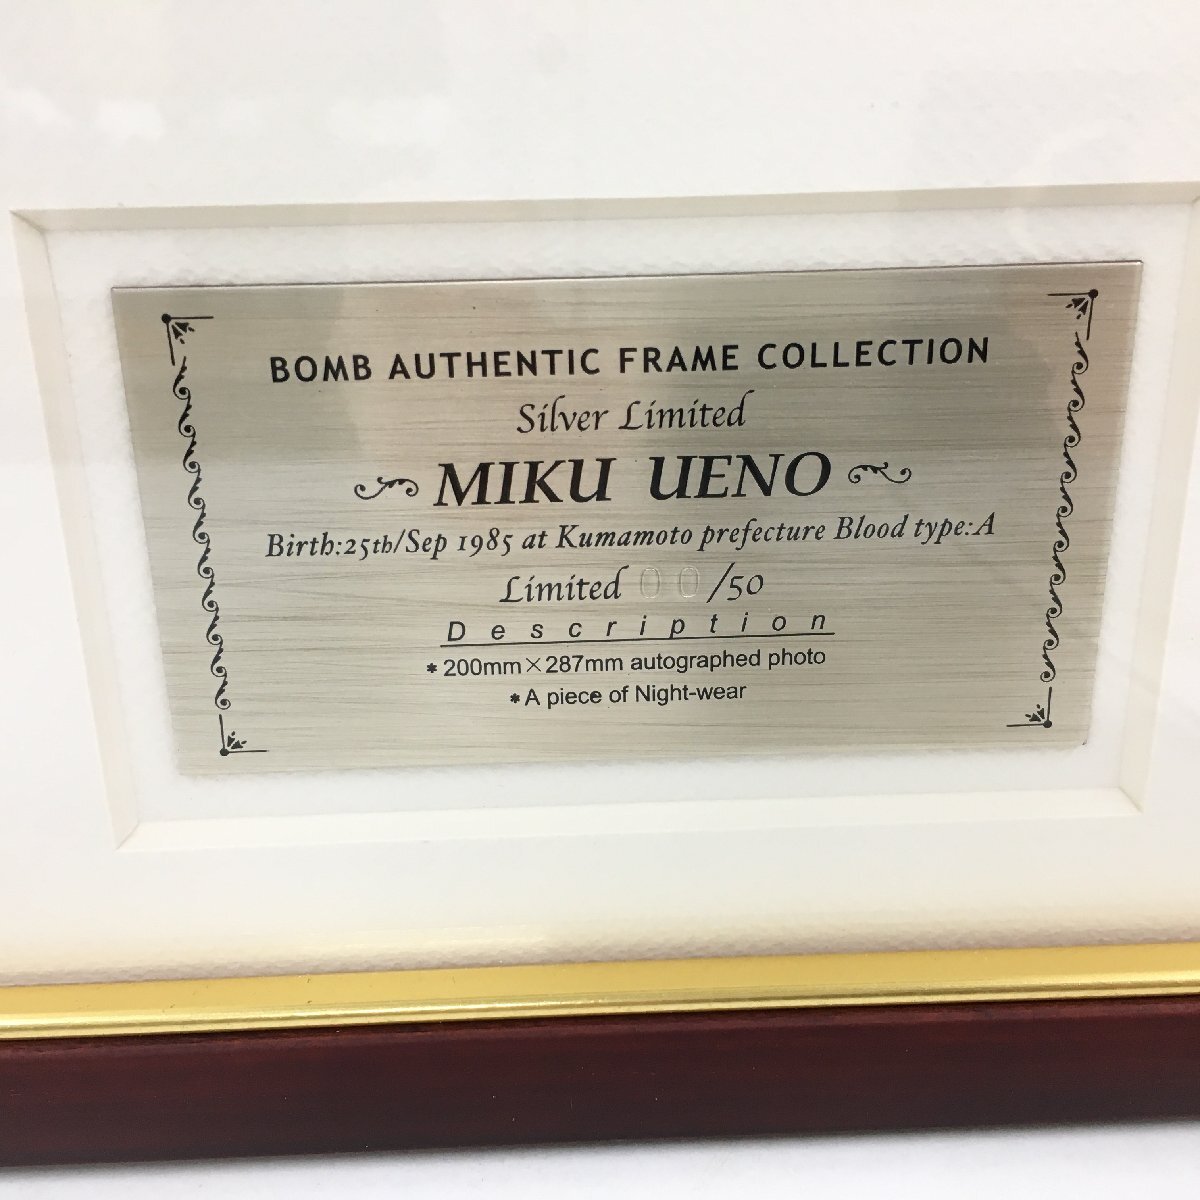 BOMB AUTHENTIC FRAME COLLECTION
Silver Limited
MIKU UENO
Birth:25th/Sep 1985 at Kumamoto prefecture Blood type:A
Limited 00/50
Description
*200mm×287mm autographed photo
*A piece of Night-wear